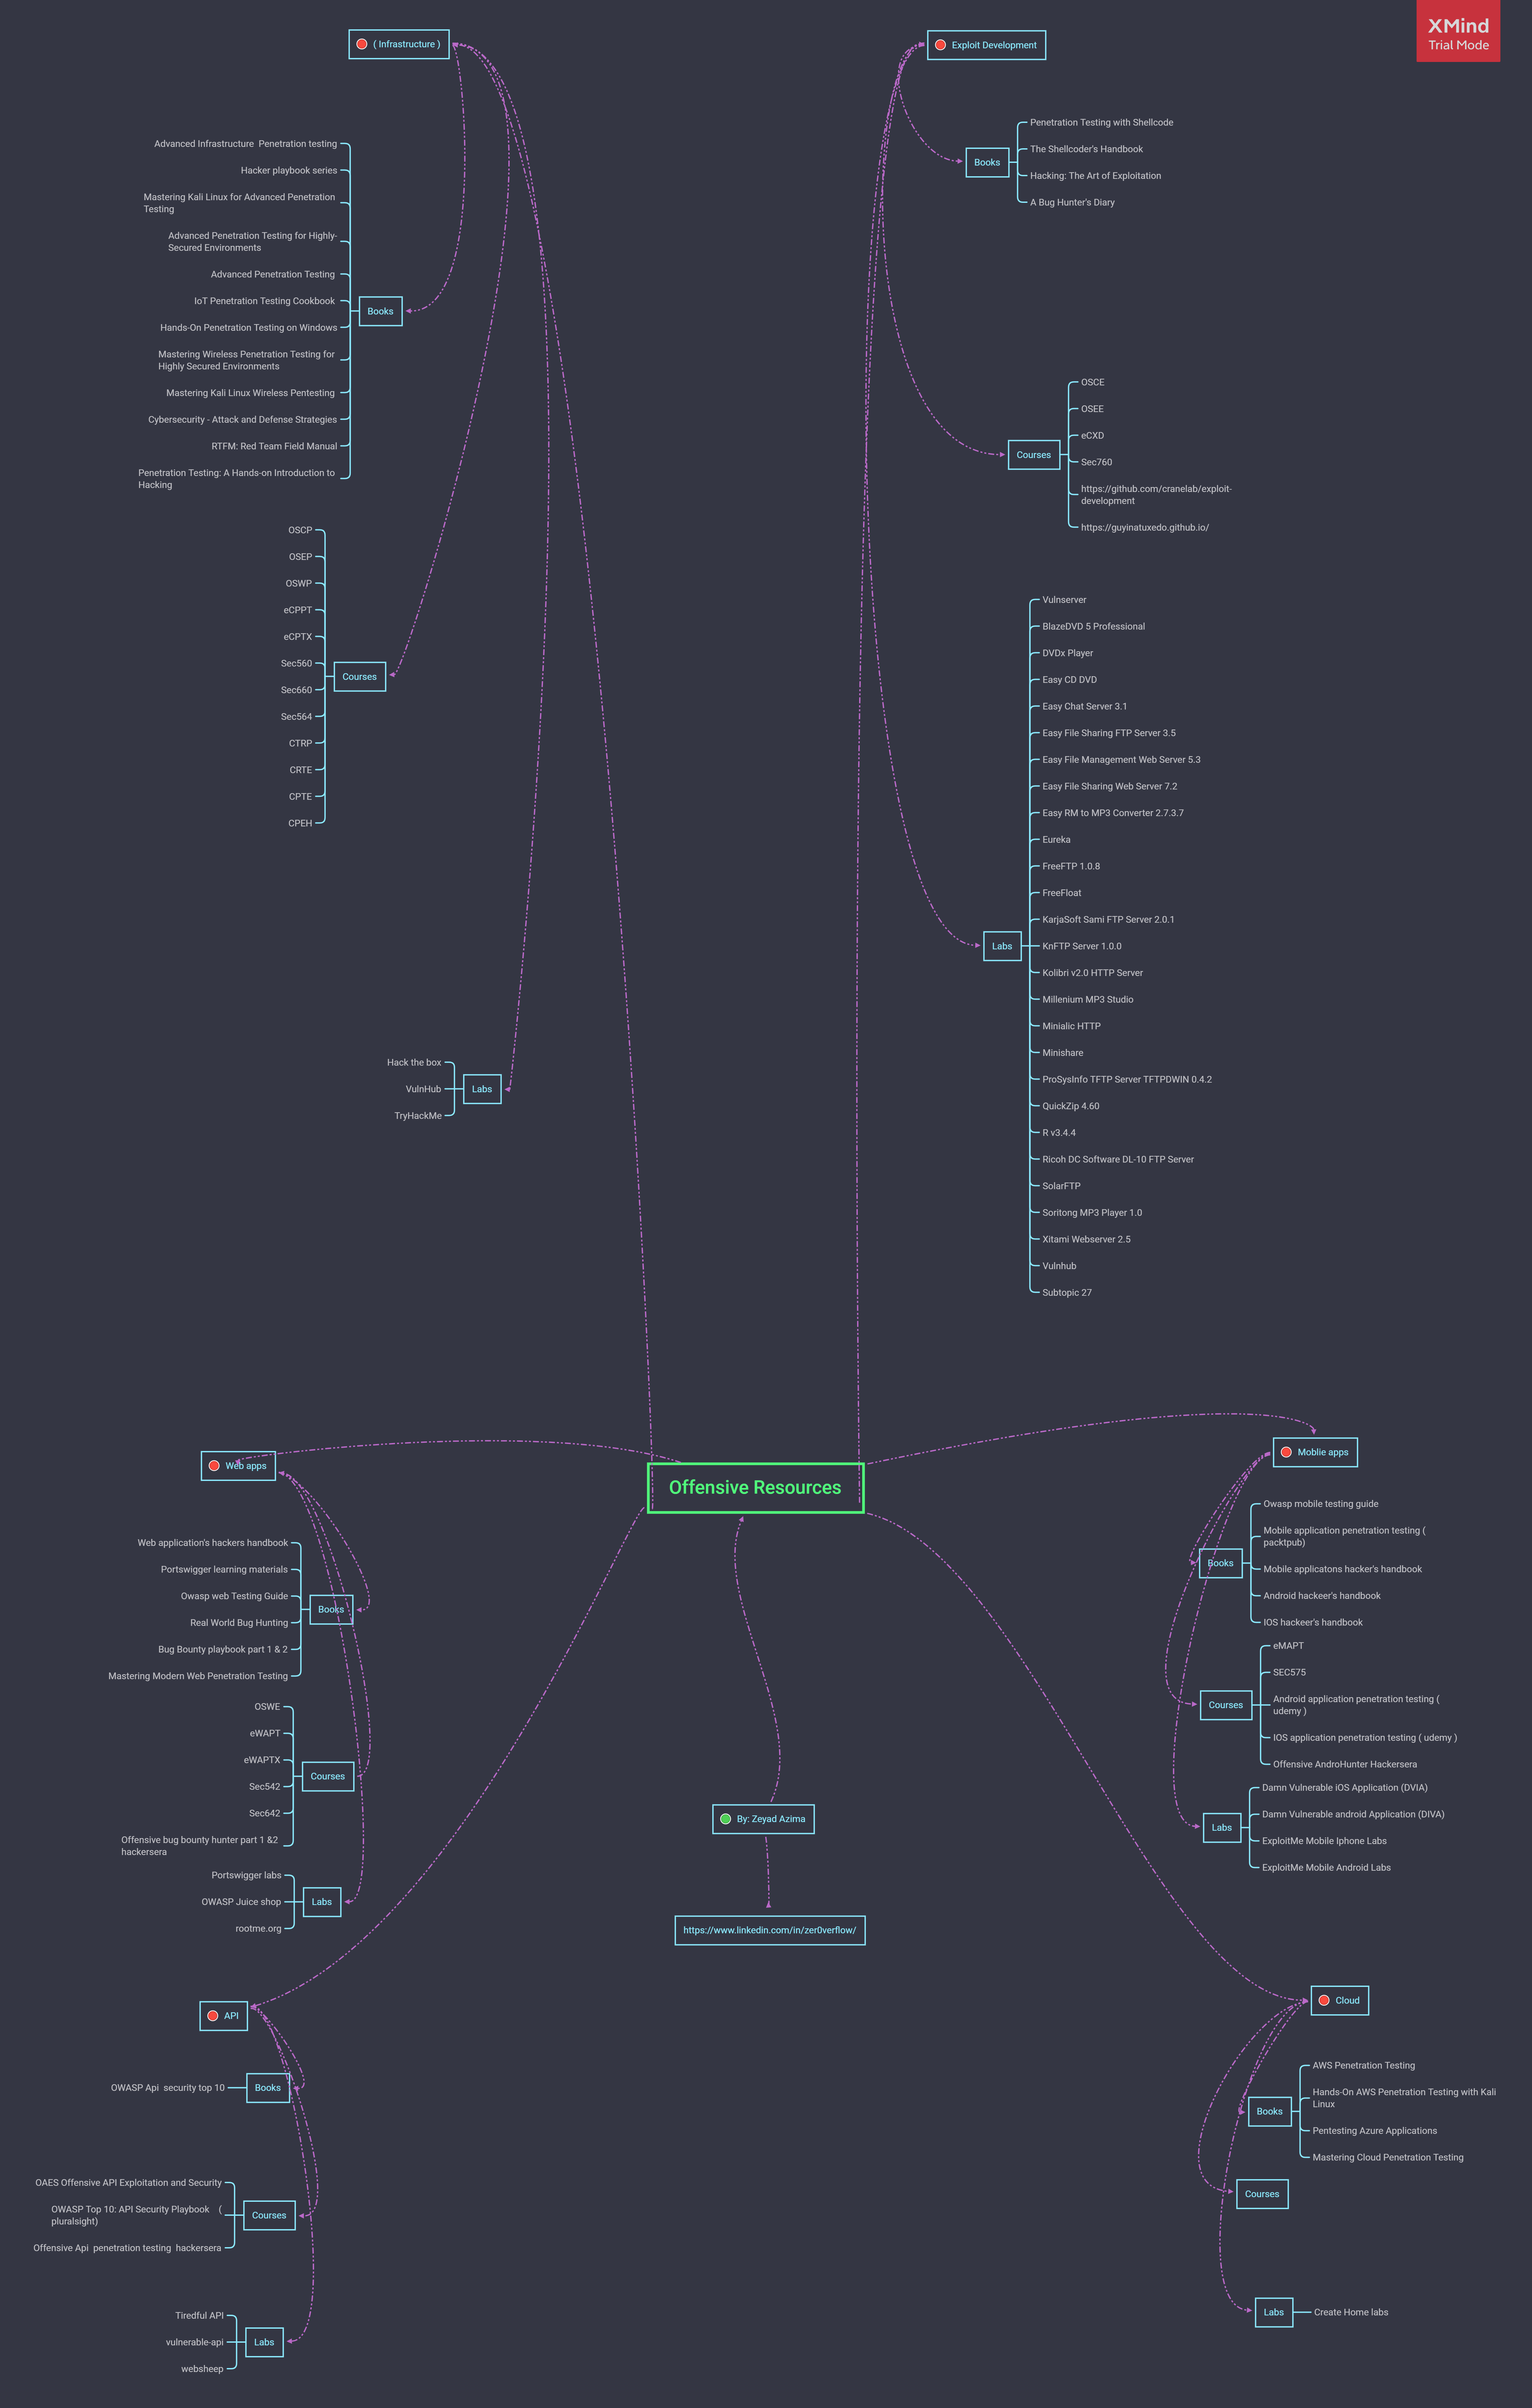 XMind
Trial Mode
( Infrastructure )
Advanced Infrastructure  Penetration testing
Hacker playbook series
Mastering Kali Linux for Advanced Penetration
Testing
Advanced Penetration Testing for Highly-
Secured Environments
Advanced Penetration Testing
IoT Penetration Testing Cookbook
Hands-On Penetration Testing on Windows
Mastering Wireless Penetration Testing for
Highly Secured Environments
Mastering Kali Linux Wireless Pentesting
Cybersecurity - Attack and Defense Strategies
RTFM: Red Team Field Manual
Penetration Testing: A Hands-on Introduction to
Hacking
Books
OSCP
OSEP
OSWP
eCPPT
eCPTX
Sec560
Sec660
Sec564
CTRP
CRTE
CPTE
CPEH
Courses
Hack the box
VulnHub
TryHackMe
Labs
Exploit Development
Books
Penetration Testing with Shellcode
The Shellcoder's Handbook
Hacking: The Art of Exploitation
A Bug Hunter's Diary
Courses
OSCE
OSEE
eCXD
Sec760
https://github.com/cranelab/exploit-
development
https://guyinatuxedo.github.io/
Labs
Vulnserver
BlazeDVD 5 Professional
DVDx Player
Easy CD DVD
Easy Chat Server 3.1
Easy File Sharing FTP Server 3.5
Easy File Management Web Server 5.3
Easy File Sharing Web Server 7.2
Easy RM to MP3 Converter 2.7.3.7
Eureka
FreeFTP 1.0.8
FreeFloat
KarjaSoft Sami FTP Server 2.0.1
KnFTP Server 1.0.0
Kolibri v2.0 HTTP Server
Millenium MP3 Studio
Minialic HTTP
Minishare
ProSysInfo TFTP Server TFTPDWIN 0.4.2
QuickZip 4.60
R v3.4.4
Ricoh DC Software DL-10 FTP Server
SolarFTP
Soritong MP3 Player 1.0
Xitami Webserver 2.5
Vulnhub
Subtopic 27
Offensive Resources
By: Zeyad Azima
https://www.linkedin.com/in/zer0verflow/
Web apps
Web application's hackers handbook
Portswigger learning materials
Owasp web Testing Guide
Real World Bug Hunting
Bug Bounty playbook part 1 & 2
Mastering Modern Web Penetration Testing
Books
OSWE
eWAPT
eWAPTX
Sec542
Sec642
Offensive bug bounty hunter part 1 &2
hackersera
Courses
Portswigger labs
OWASP Juice shop
rootme.org
Labs
API
OWASP Api  security top 10
Books
OAES Offensive API Exploitation and Security
OWASP Top 10: API Security Playbook   (
pluralsight)
Offensive Api  penetration testing  hackersera
Courses
Tiredful API
vulnerable-api
websheep
Labs
Moblie apps
Books
Owasp mobile testing guide
Mobile application penetration testing (
packtpub)
Mobile applicatons hacker's handbook
Android hackeer's handbook
IOS hackeer's handbook
Courses
eMAPT
SEC575
Android application penetration testing (
udemy )
IOS application penetration testing ( udemy )
Offensive AndroHunter Hackersera
Labs
Damn Vulnerable iOS Application (DVIA)
Damn Vulnerable android Application (DIVA)
ExploitMe Mobile Iphone Labs
ExploitMe Mobile Android Labs
Cloud
Books
AWS Penetration Testing
Hands-On AWS Penetration Testing with Kali
Linux
Pentesting Azure Applications
Mastering Cloud Penetration Testing
Courses
Labs
Create Home labs